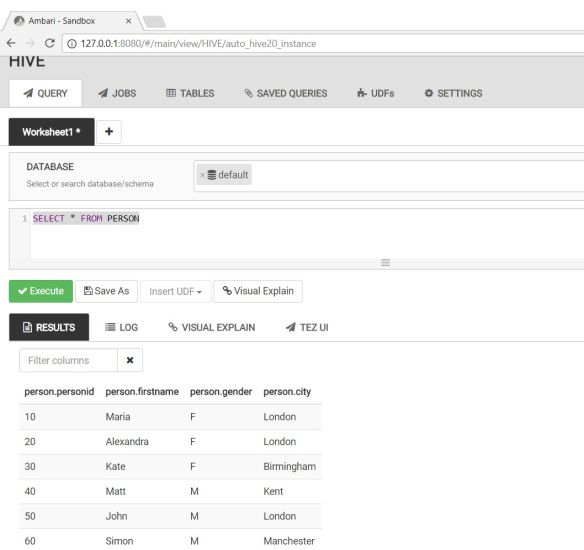 Ambari - Sandbox
127.0.0.1:8080/#/main/view/HIVE/auto_hive20_instance
HIVE
QUERY JOBS TABLES SAVED QUERIES UDFs SETTINGS
Worksheet1 * +
DATABASE
Select or search database/schema
× default
1 SELECT * FROM PERSON
Execute Save As Insert UDF Visual Explain
RESULTS LOG VISUAL EXPLAIN TEZ UI
Filter columns
person.personid person.firstname person.gender person.city
10 Maria F London
20 Alexandra F London
30 Kate F Birmingham
40 Matt M Kent
50 John M London
60 Simon M Manchester